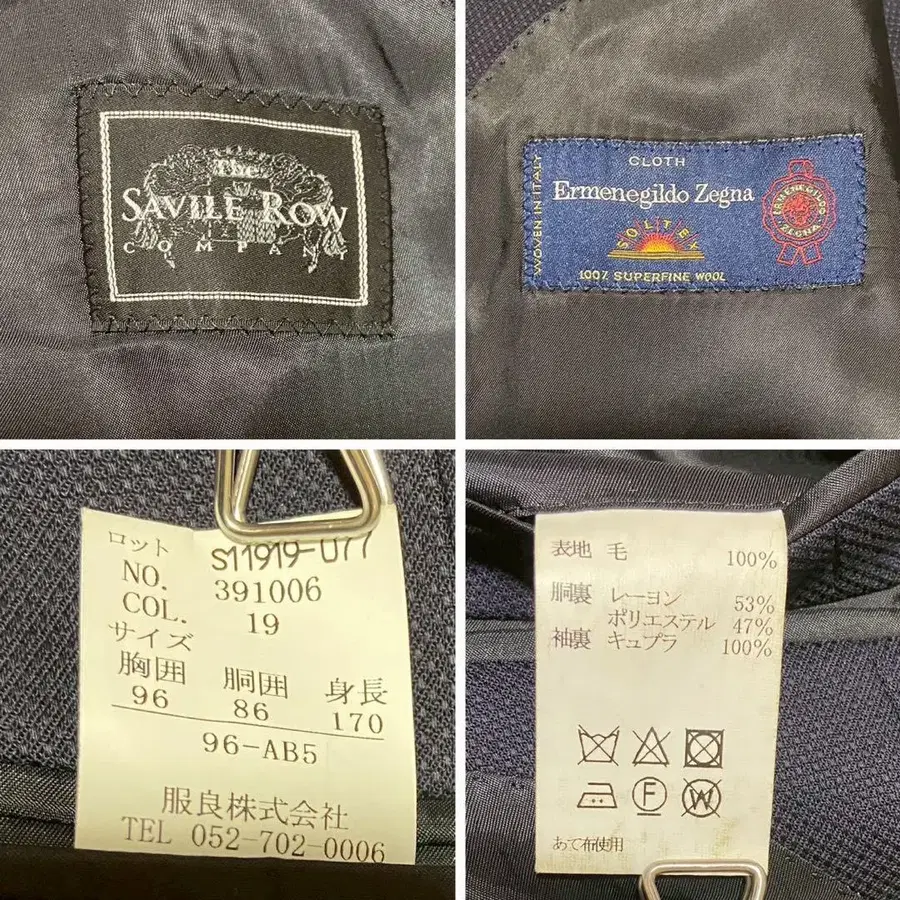 The
SAVILE ROW
COMPANY
CLOTH
Ermenegildo Zegna
SOLTEX
100% SUPERFINE WOOL
WOVEN IN ITALY
ERMENEGILDO
ZEGNA
ロット S11919-U77
NO. 391006
COL. 19
サイズ
胸囲 胴囲 身長
96 86 170
96-AB5
服良株式会社
TEL 052-702-0006
表地 毛 100%
胴裏 レーヨン 53%
ポリエステル 47%
袖裏 キュプラ 100%
F W
あて布使用